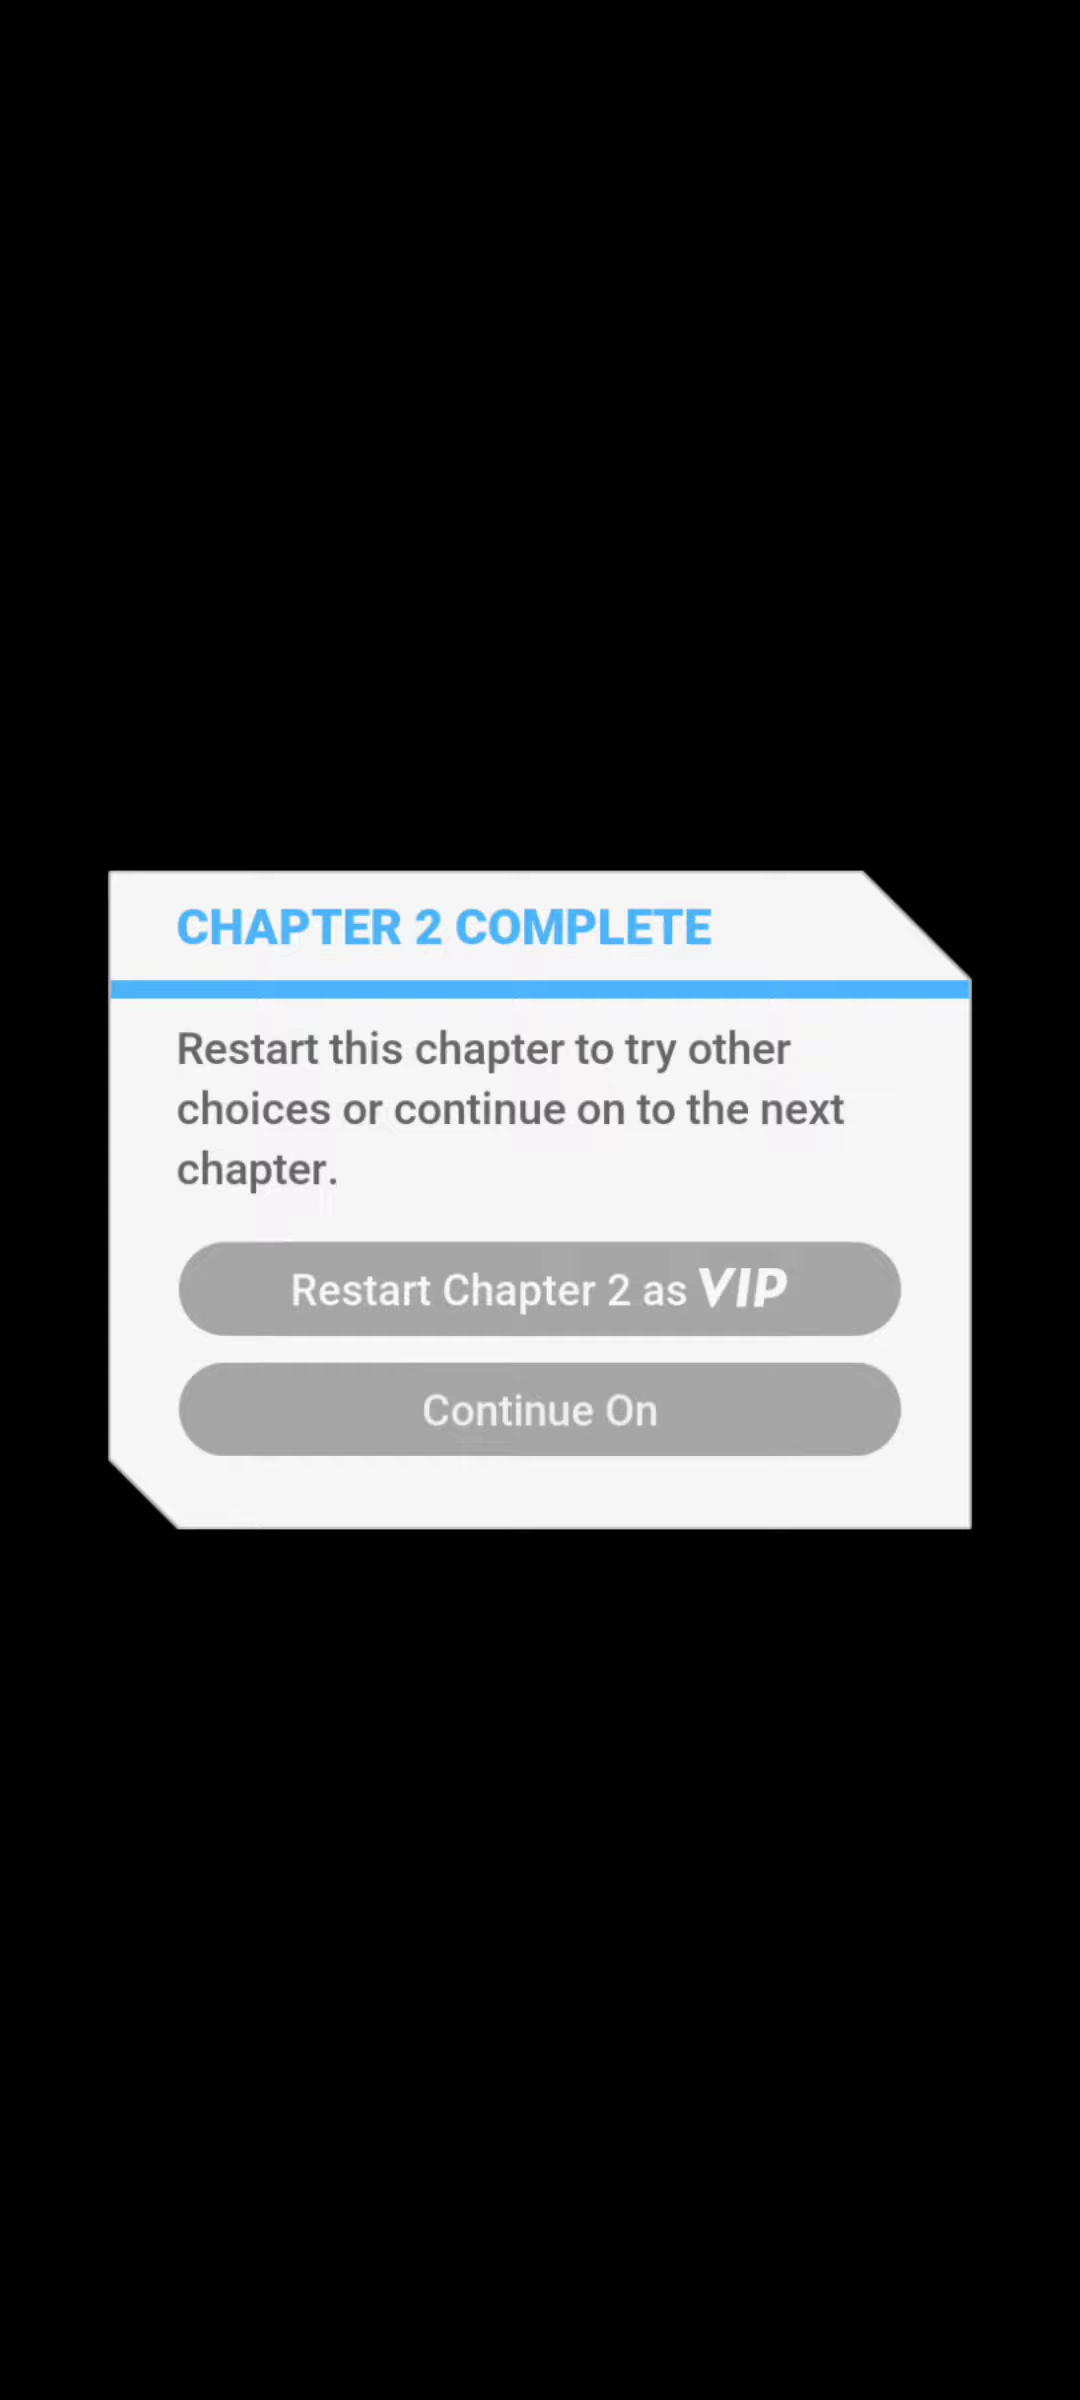 CHAPTER 2 COMPLETE
Restart this chapter to try other
choices or continue on to the next
chapter.
Restart Chapter 2 as VIP
Continue On